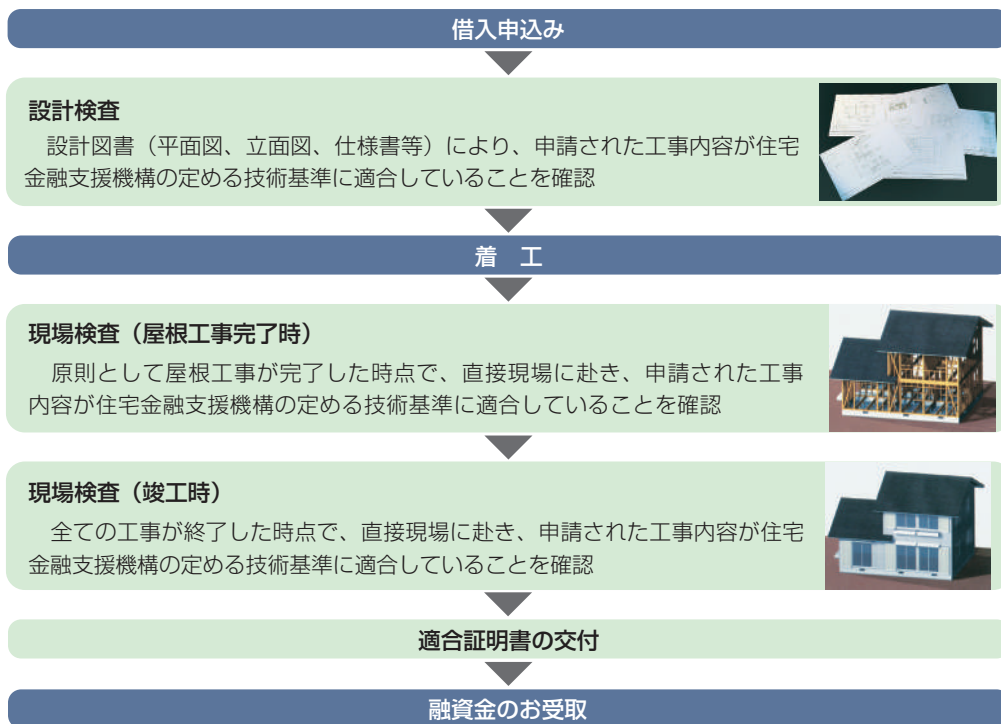 借入申込み
設計検査
設計図書（平面図、立面図、仕様書等）により、申請された工事内容が住宅
金融支援機構の定める技術基準に適合していることを確認
着　工
現場検査（屋根工事完了時）
原則として屋根工事が完了した時点で、直接現場に赴き、申請された工事
内容が住宅金融支援機構の定める技術基準に適合していることを確認
現場検査（竣工時）
全ての工事が終了した時点で、直接現場に赴き、申請された工事内容が住宅
金融支援機構の定める技術基準に適合していることを確認
適合証明書の交付
融資金のお受取